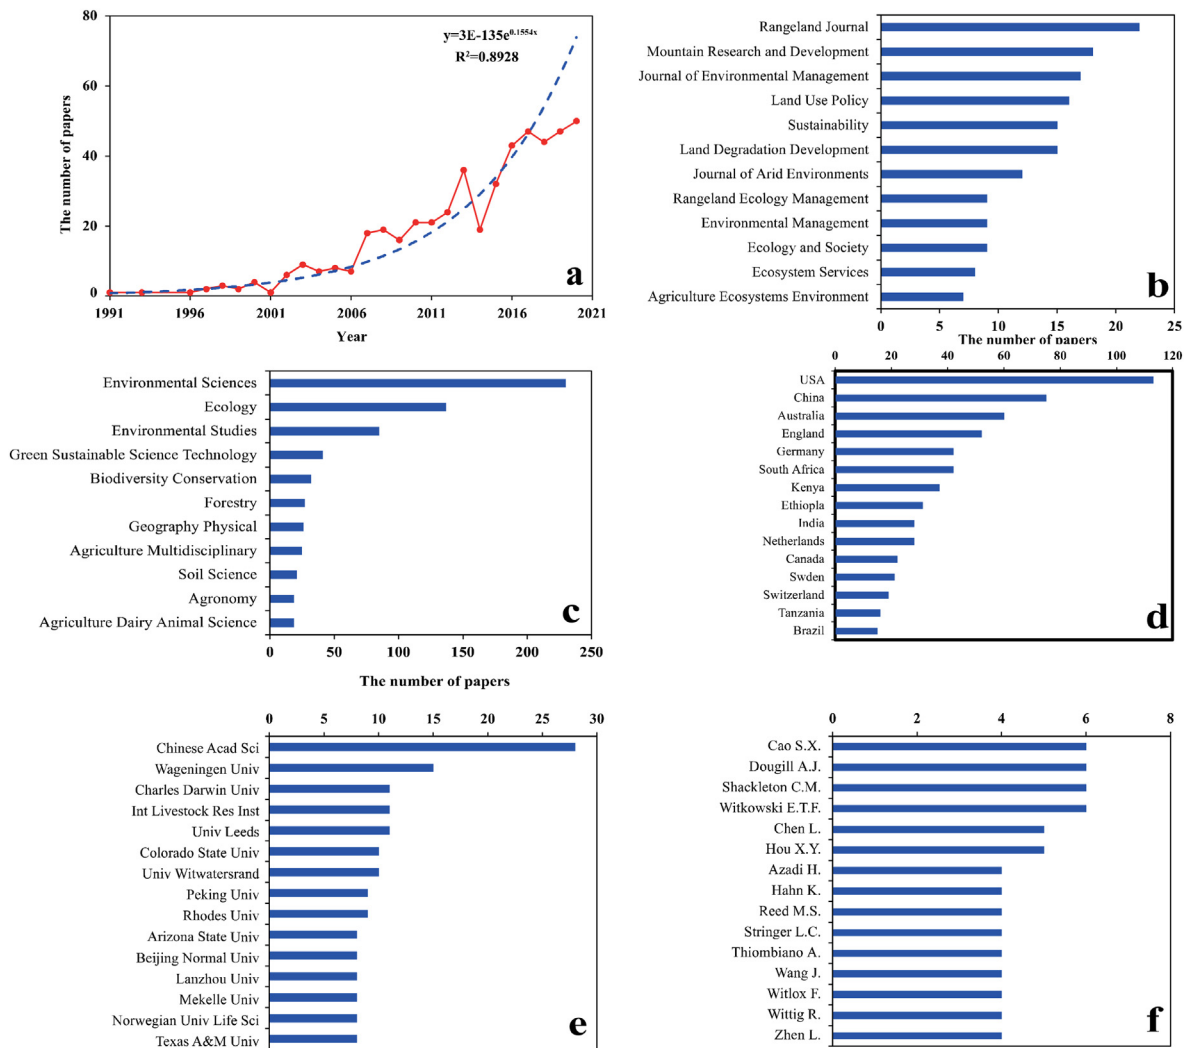 80
y=3E-135e^0.1554x
R²=0.8928
60
The number of papers
40
20
0
1991 1996 2001 2006 2011 2016 2021
Year
a
Rangeland Journal
Mountain Research and Development
Journal of Environmental Management
Land Use Policy
Sustainability
Land Degradation Development
Journal of Arid Environments
Rangeland Ecology Management
Environmental Management
Ecology and Society
Ecosystem Services
Agriculture Ecosystems Environment
b
0 5 10 15 20 25
The number of papers
Environmental Sciences
Ecology
Environmental Studies
Green Sustainable Science Technology
Biodiversity Conservation
Forestry
Geography Physical
Agriculture Multidisciplinary
Soil Science
Agronomy
Agriculture Dairy Animal Science
c
0 50 100 150 200 250
The number of papers
0 20 40 60 80 100 120
USA
China
Australia
England
Germany
South Africa
Kenya
Ethiopla
India
Netherlands
Canada
Swden
Switzerland
Tanzania
Brazil
d
0 5 10 15 20 25 30
Chinese Acad Sci
Wageningen Univ
Charles Darwin Univ
Int Livestock Res Inst
Univ Leeds
Colorado State Univ
Univ Witwatersrand
Peking Univ
Rhodes Univ
Arizona State Univ
Beijing Normal Univ
Lanzhou Univ
Mekelle Univ
Norwegian Univ Life Sci
Texas A&M Univ
e
0 2 4 6 8
Cao S.X.
Dougill A.J.
Shackleton C.M.
Witkowski E.T.F.
Chen L.
Hou X.Y.
Azadi H.
Hahn K.
Reed M.S.
Stringer L.C.
Thiombiano A.
Wang J.
Witlox F.
Wittig R.
Zhen L.
f